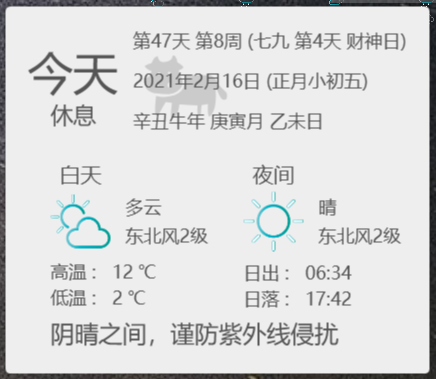 今天
休息
第47天 第8周 (七九 第4天 财神日)
2021年2月16日 (正月小初五)
辛丑牛年 庚寅月 乙未日
白天
多云
东北风2级
高温： 12 ℃
低温： 2 ℃
夜间
晴
东北风2级
日出： 06:34
日落： 17:42
阴晴之间，谨防紫外线侵扰